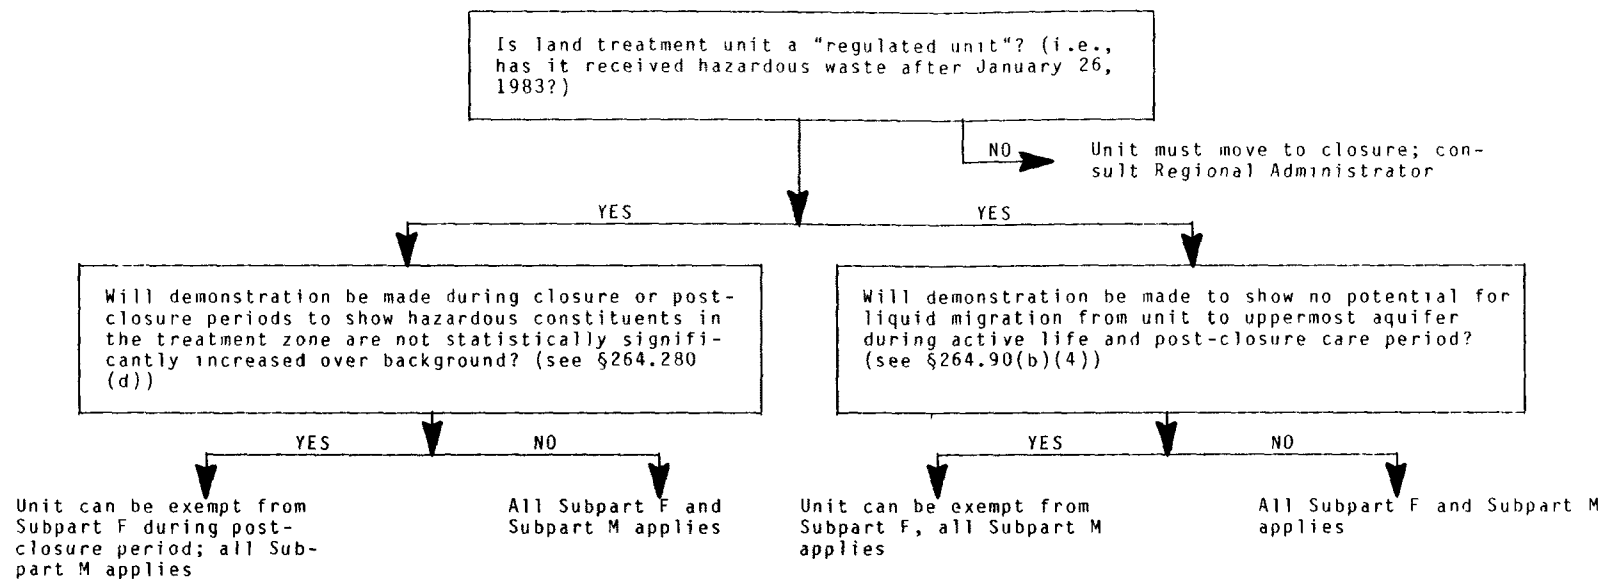 Is land treatment unit a "regulated unit"? (i.e.,
has it received hazardous waste after January 26,
1983?)
NO
Unit must move to closure; con-
sult Regional Administrator
YES
YES
Will demonstration be made during closure or post-
closure periods to show hazardous constituents in
the treatment zone are not statistically signifi-
cantly increased over background? (see §264.280
(d))
Will demonstration be made to show no potential for
liquid migration from unit to uppermost aquifer
during active life and post-closure care period?
(see §264.90(b)(4))
YES
NO
YES
NO
Unit can be exempt from
Subpart F during post-
closure period; all Sub-
part M applies
All Subpart F and
Subpart M applies
Unit can be exempt from
Subpart F, all Subpart M
applies
All Subpart F and Subpart M
applies